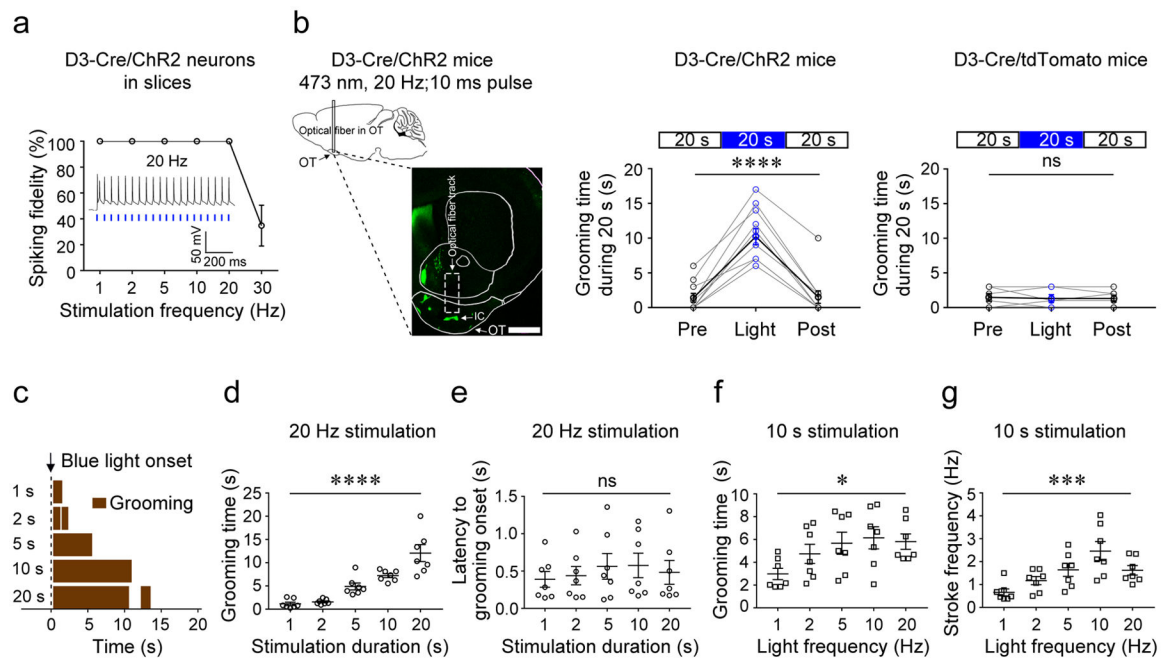 a
D3-Cre/ChR2 neurons
in slices
Spiking fidelity (%)
100
80
60
40
20
0
20 Hz
50 mV
200 ms
1 2 5 10 20 30
Stimulation frequency (Hz)
b
D3-Cre/ChR2 mice
473 nm, 20 Hz;10 ms pulse
Optical fiber in OT
OT
Optical fiber track
IC
OT
D3-Cre/ChR2 mice
20 s 20 s 20 s
****
Grooming time
during 20 s (s)
20
15
10
5
0
Pre Light Post
D3-Cre/tdTomato mice
20 s 20 s 20 s
ns
Grooming time
during 20 s (s)
20
15
10
5
0
Pre Light Post
c
Blue light onset
Grooming
1 s
2 s
5 s
10 s
20 s
0 5 10 15 20
Time (s)
d
20 Hz stimulation
****
Grooming time (s)
25
20
15
10
5
0
1 2 5 10 20
Stimulation duration (s)
e
20 Hz stimulation
ns
Latency to
grooming onset (s)
2.0
1.5
1.0
0.5
0.0
1 2 5 10 20
Stimulation duration (s)
f
10 s stimulation
*
Grooming time (s)
10
8
6
4
2
0
1 2 5 10 20
Light frequency (Hz)
g
10 s stimulation
***
Stroke frequency (Hz)
6
5
4
3
2
1
0
1 2 5 10 20
Light frequency (Hz)